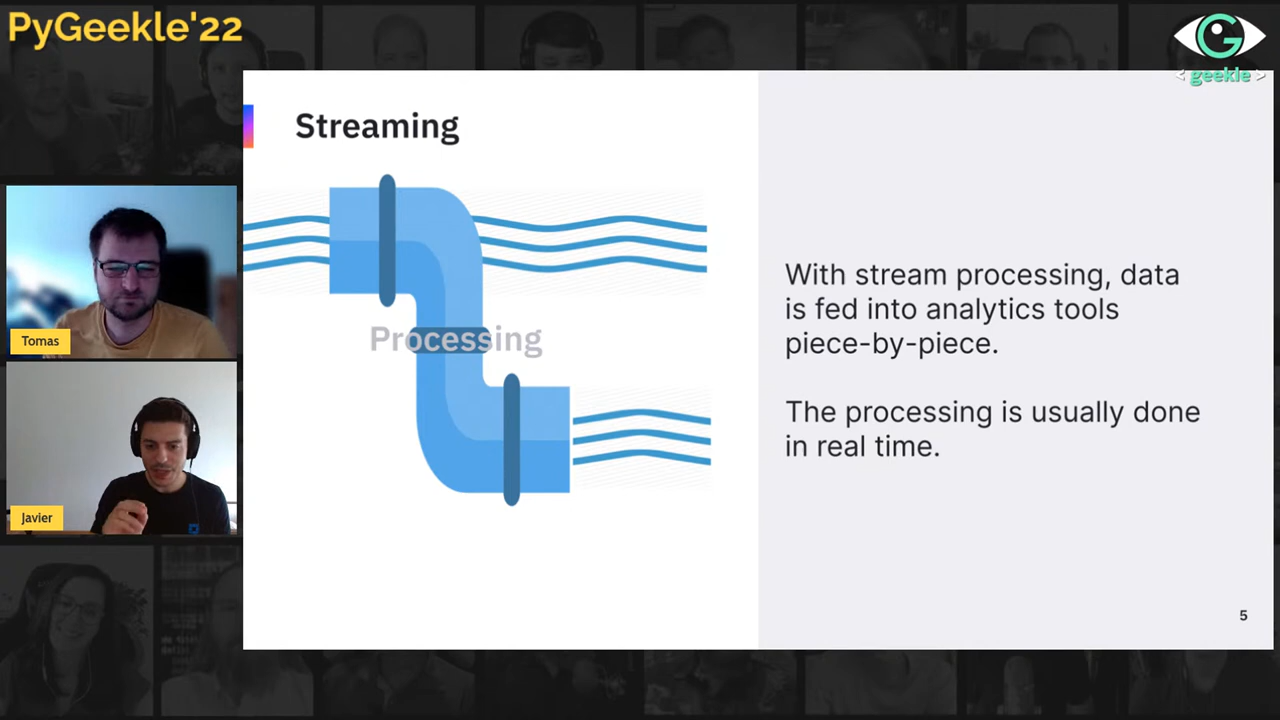 PyGeekle'22
G
< geekle >
Streaming
Processing
With stream processing, data
is fed into analytics tools
piece-by-piece.
The processing is usually done
in real time.
5
Tomas
Javier